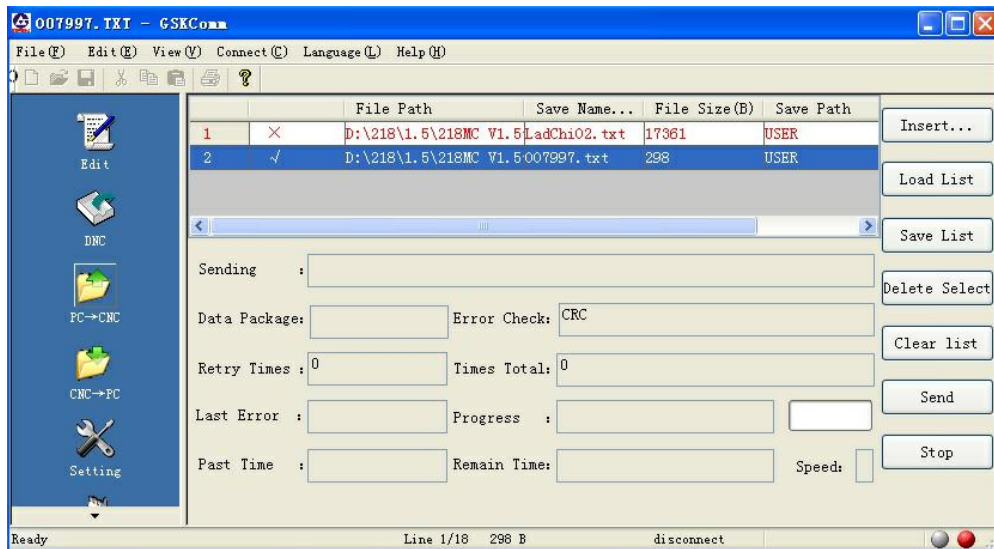 O07997.TXT - GSKComm
File(F) Edit(E) View(V) Connect(C) Language(L) Help(H)
File Path Save Name... File Size(B) Save Path
1 × D:\218\1.5\218MC V1.5 LadChi02.txt 17361 USER
2 √ D:\218\1.5\218MC V1.5 O07997.txt 298 USER
Edit
DNC
PC→CNC
CNC→PC
Setting
Sending :
Data Package: Error Check: CRC
Retry Times : 0 Times Total: 0
Last Error : Progress :
Past Time : Remain Time: Speed:
Insert...
Load List
Save List
Delete Select
Clear list
Send
Stop
Ready Line 1/18 298 B disconnect